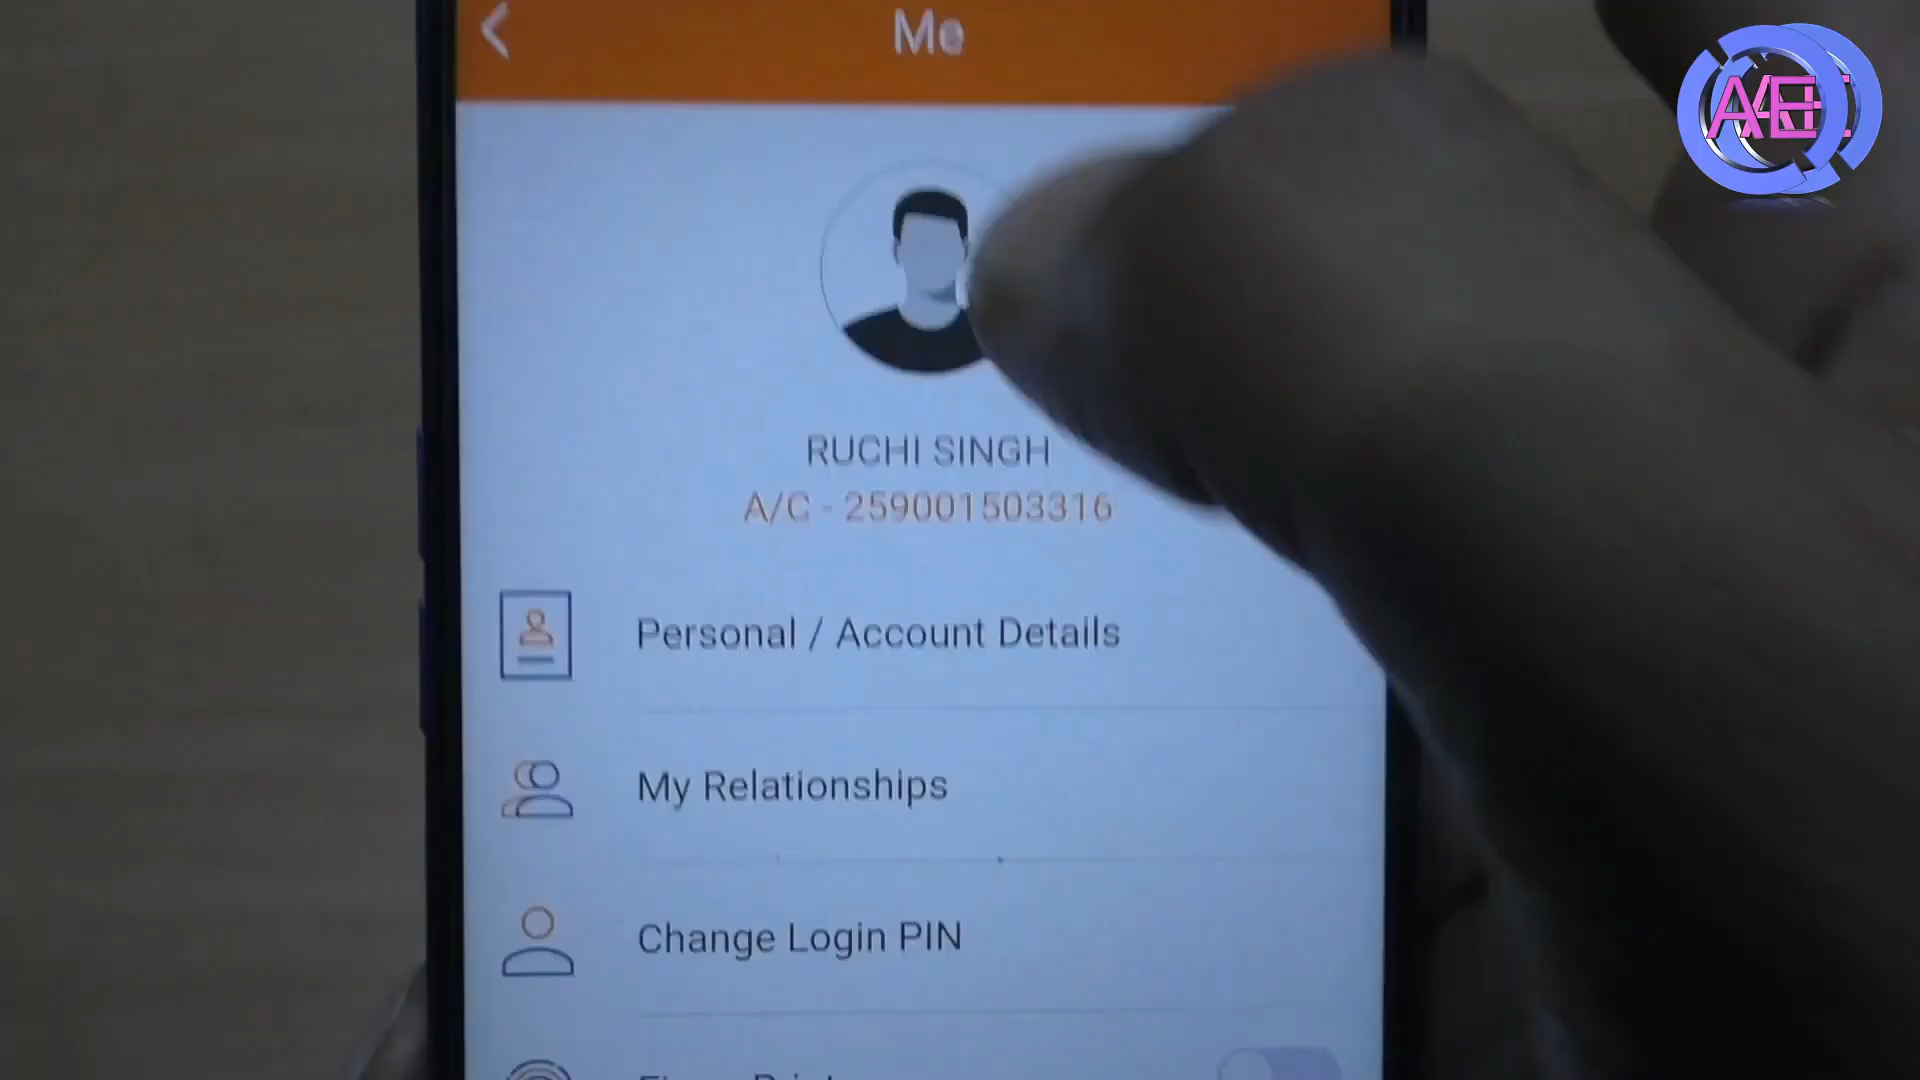 Me
RUCHI SINGH
A/C - 259001503316
Personal / Account Details
My Relationships
Change Login PIN